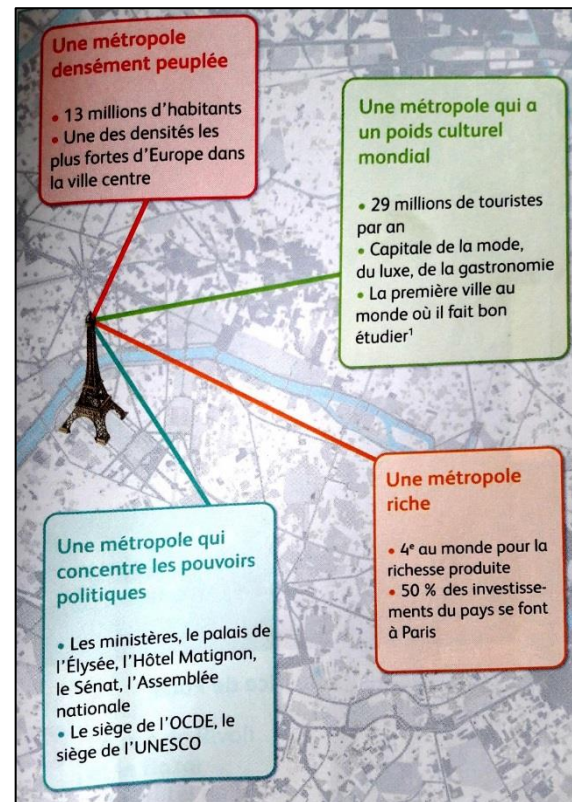 Une métropole
densément peuplée
• 13 millions d'habitants
• Une des densités les
plus fortes d'Europe dans
la ville centre
Une métropole qui a
un poids culturel
mondial
• 29 millions de touristes
par an
• Capitale de la mode,
du luxe, de la gastronomie
• La première ville au
monde où il fait bon
étudier¹
Une métropole
riche
• 4ᵉ au monde pour la
richesse produite
• 50 % des investisse-
ments du pays se font
à Paris
Une métropole qui
concentre les pouvoirs
politiques
• Les ministères, le palais de
l'Élysée, l'Hôtel Matignon,
le Sénat, l'Assemblée
nationale
• Le siège de l'OCDE, le
siège de l'UNESCO